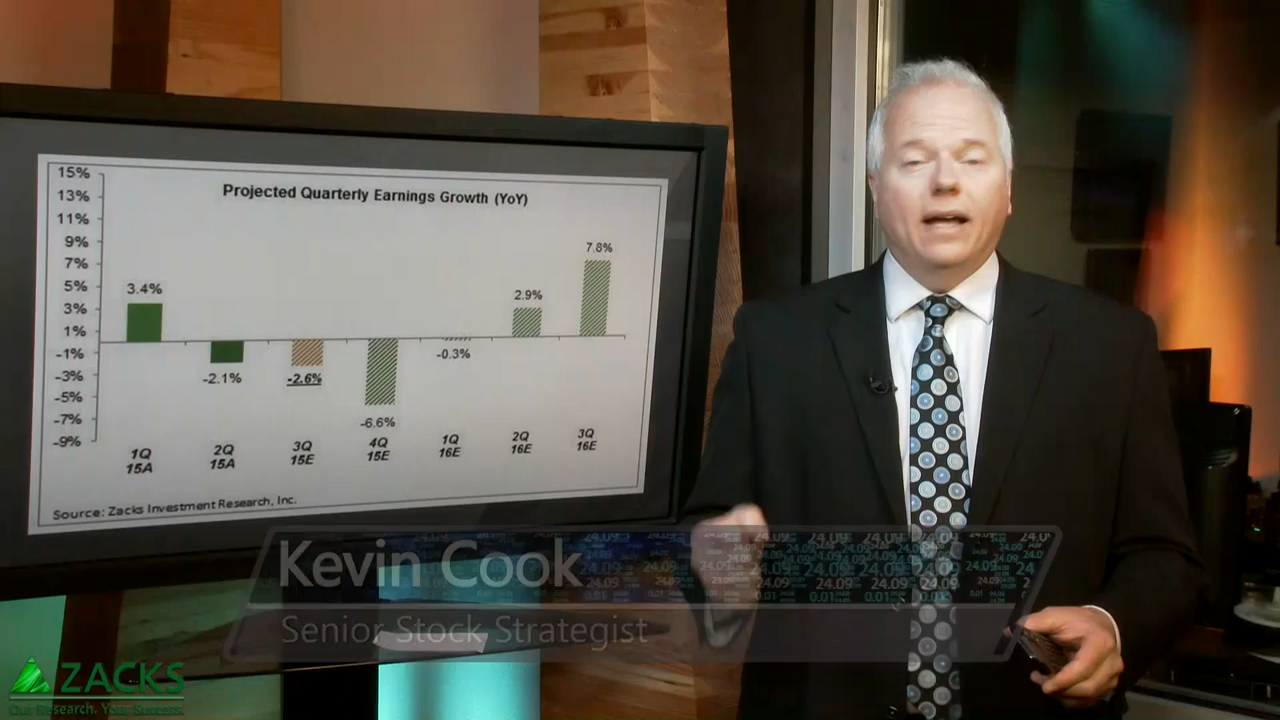 Projected Quarterly Earnings Growth (YoY)
15%
13%
11%
9%
7%
5%
3%
1%
-1%
-3%
-5%
-7%
-9%
3.4%
-2.1%
-2.6%
-6.6%
-0.3%
2.9%
7.8%
1Q
15A
2Q
15A
3Q
15E
4Q
15E
1Q
16E
2Q
16E
3Q
16E
Source: Zacks Investment Research, Inc.
Kevin Cook
Senior Stock Strategist
ZACKS
Our Research. Your Success.